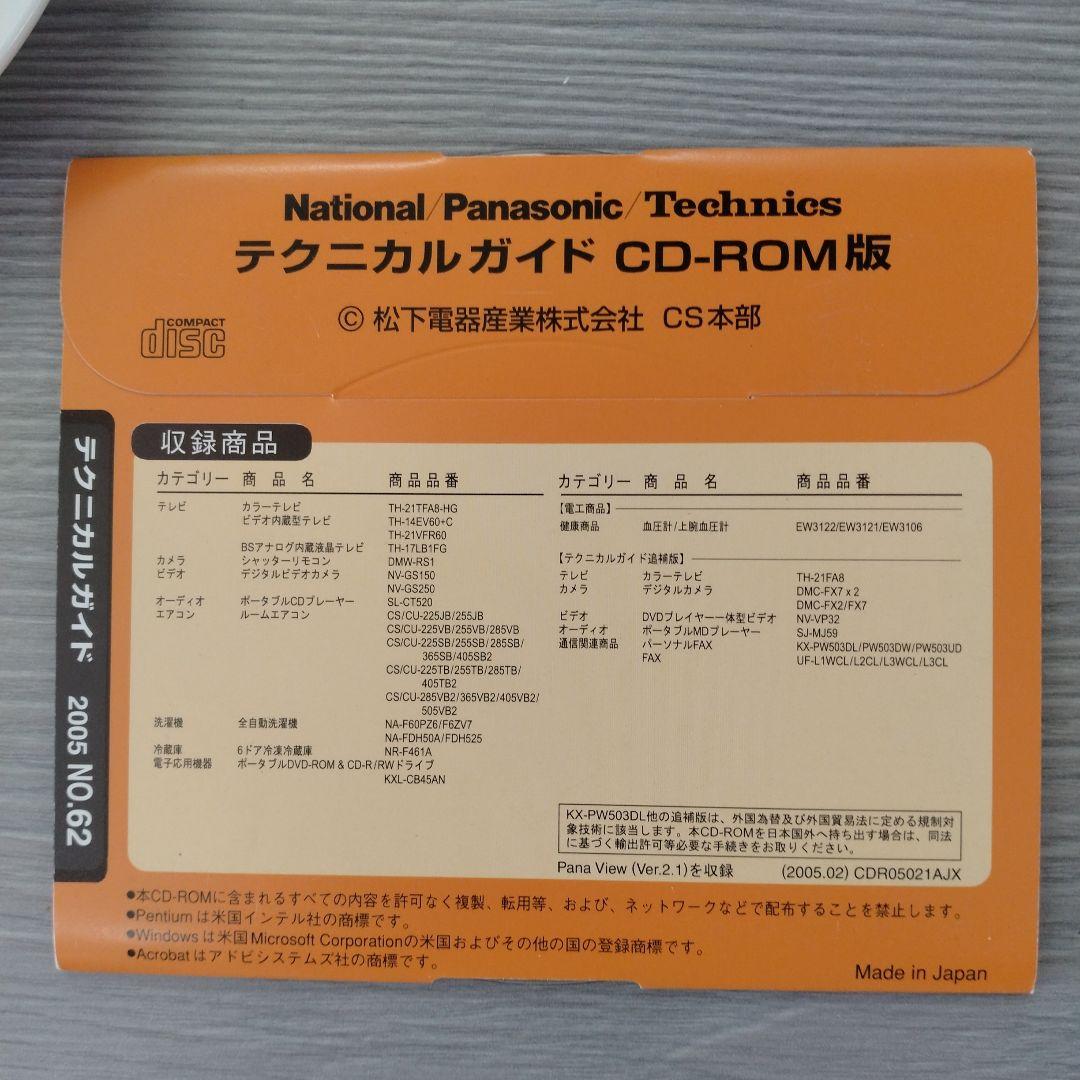 National/Panasonic/Technics
テクニカルガイド CD-ROM版
© 松下電器産業株式会社 CS本部
COMPACT
disc
テクニカルガイド 2005 NO.62
収録商品
カテゴリー 商品名 商品品番
テレビ カラーテレビ TH-21TFA8-HG
ビデオ内蔵型テレビ TH-14EV60+C
TH-21VFR60
BSアナログ内蔵液晶テレビ TH-17LB1FG
カメラ シャッターリモコン DMW-RS1
ビデオ デジタルビデオカメラ NV-GS150
NV-GS250
オーディオ ポータブルCDプレーヤー SL-CT520
エアコン ルームエアコン CS/CU-225JB/255JB
CS/CU-225VB/255VB/285VB
CS/CU-225SB/255SB/285SB/
365SB/405SB2
CS/CU-225TB/255TB/285TB/
405TB2
CS/CU-285VB2/365VB2/405VB2/
505VB2
洗濯機 全自動洗濯機 NA-F60PZ6/F6ZV7
NA-FDH50A/FDH525
冷蔵庫 6ドア冷凍冷蔵庫 NR-F461A
電子応用機器 ポータブルDVD-ROM & CD-R/RWドライブ
KXL-CB45AN
カテゴリー 商品名 商品品番
【電工商品】
健康商品 血圧計/上腕血圧計 EW3122/EW3121/EW3106
【テクニカルガイド追補版】
テレビ カラーテレビ TH-21FA8
カメラ デジタルカメラ DMC-FX7 x 2
DMC-FX2/FX7
ビデオ DVDプレイヤー一体型ビデオ NV-VP32
オーディオ ポータブルMDプレーヤー SJ-MJ59
通信関連商品 パーソナルFAX KX-PW503DL/PW503DW/PW503UD
FAX UF-L1WCL/L2CL/L3WCL/L3CL
KX-PW503DL他の追補版は、外国為替及び外国貿易法に定める規制対
象技術に該当します。本CD-ROMを日本国外へ持ち出す場合は、同法
に基づく輸出許可等必要な手続きをお取りください。
Pana View (Ver.2.1)を収録 (2005.02) CDR05021AJX
●本CD-ROMに含まれるすべての内容を許可なく複製、転用等、および、ネットワークなどで配布することを禁止します。
●Pentiumは米国インテル社の商標です。
●Windowsは米国Microsoft Corporationの米国およびその他の国の登録商標です。
●Acrobatはアドビシステムズ社の商標です。
Made in Japan